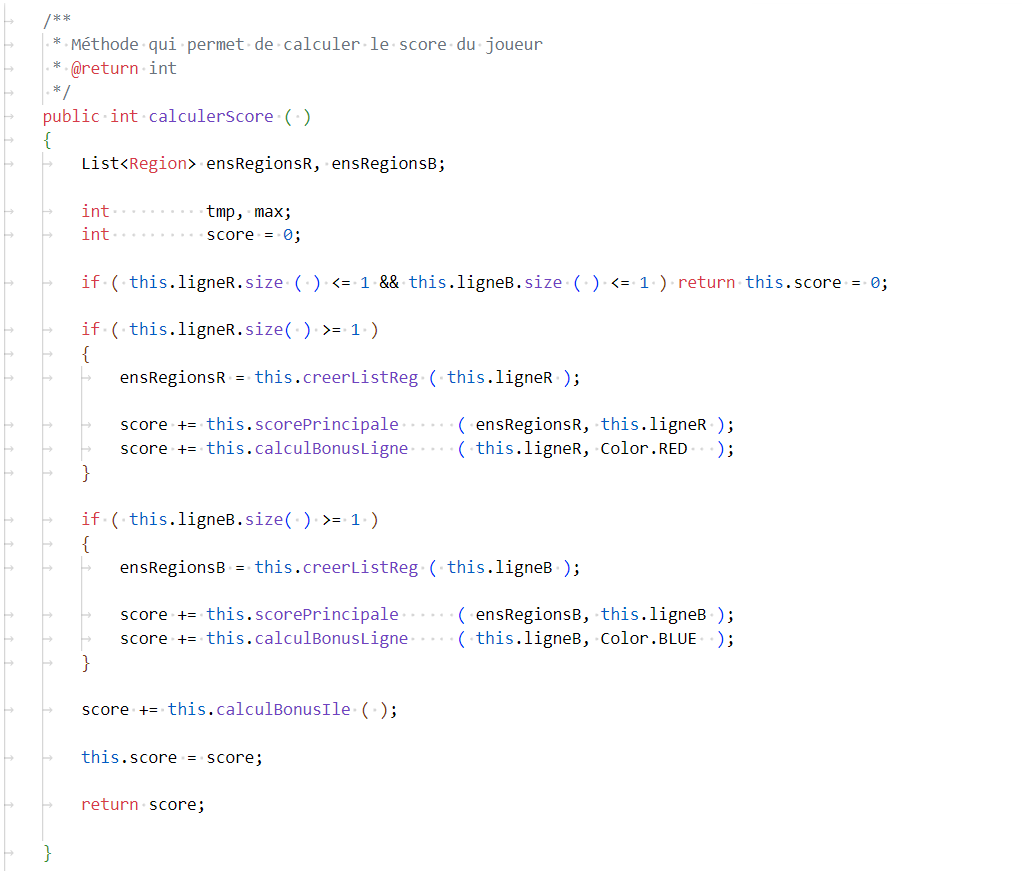 /**
 * Méthode qui permet de calculer le score du joueur
 * @return int
 */
public int calculerScore ( )
{
    List<Region> ensRegionsR, ensRegionsB;

    int          tmp, max;
    int          score = 0;

    if ( this.ligneR.size ( ) <= 1 && this.ligneB.size ( ) <= 1 ) return this.score = 0;

    if ( this.ligneR.size( ) >= 1 )
    {
        ensRegionsR = this.creerListReg ( this.ligneR );

        score += this.scorePrincipale      ( ensRegionsR, this.ligneR );
        score += this.calculBonusLigne     ( this.ligneR, Color.RED   );
    }

    if ( this.ligneB.size( ) >= 1 )
    {
        ensRegionsB = this.creerListReg ( this.ligneB );

        score += this.scorePrincipale      ( ensRegionsB, this.ligneB );
        score += this.calculBonusLigne     ( this.ligneB, Color.BLUE  );
    }

    score += this.calculBonusIle ( );

    this.score = score;

    return score;

}